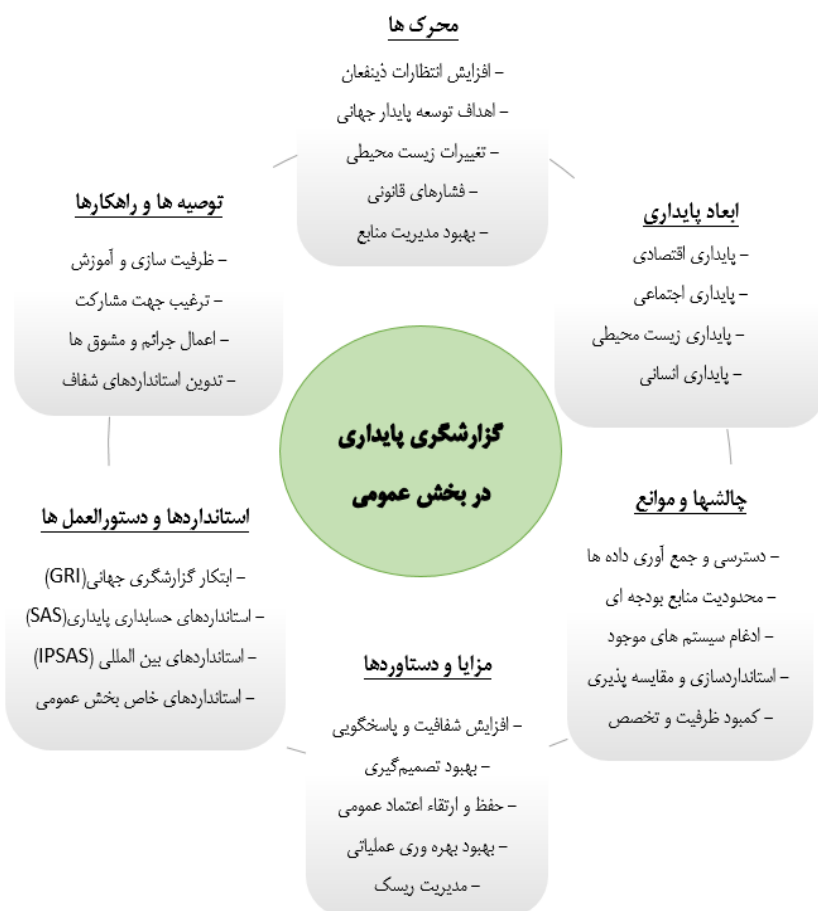 محرک ها
– افزایش انتظارات ذینفعان
– اهداف توسعه پایدار جهانی
– تغییرات زیست محیطی
– فشارهای قانونی
– بهبود مدیریت منابع
ابعاد پایداری
– پایداری اقتصادی
– پایداری اجتماعی
– پایداری زیست محیطی
– پایداری انسانی
چالشها و موانع
– دسترسی و جمع آوری داده ها
– محدودیت منابع بودجه ای
– ادغام سیستم های موجود
– استانداردسازی و مقایسه پذیری
– کمبود ظرفیت و تخصص
مزایا و دستاوردها
– افزایش شفافیت و پاسخگویی
– بهبود تصمیم‌گیری
– حفظ و ارتقاء اعتماد عمومی
– بهبود بهره وری عملیاتی
– مدیریت ریسک
استانداردها و دستورالعمل ها
– ابتکار گزارشگری جهانی(GRI)
– استانداردهای حسابداری پایداری(SAS)
– استانداردهای بین المللی (IPSAS)
– استانداردهای خاص بخش عمومی
توصیه ها و راهکارها
– ظرفیت سازی و آموزش
– ترغیب جهت مشارکت
– اعمال جرائم و مشوق ها
– تدوین استانداردهای شفاف
گزارشگری پایداری
در بخش عمومی